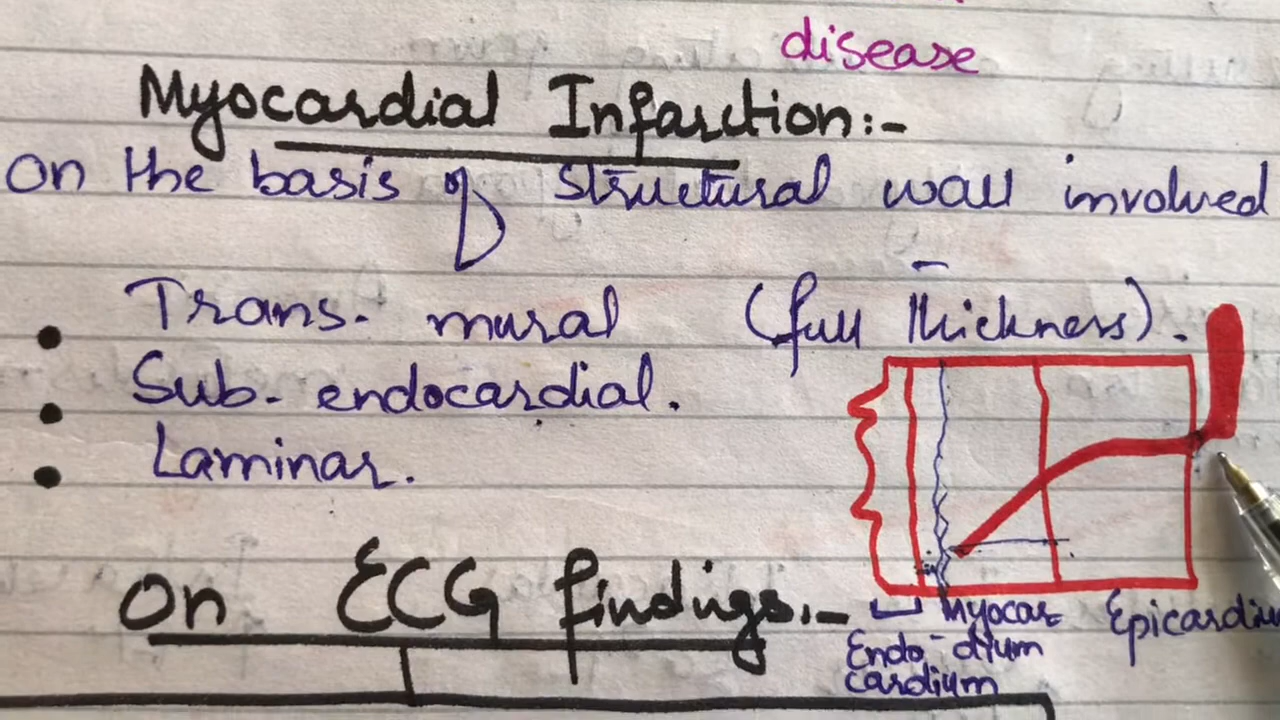 disease
Myocardial Infarction:-
On the basis of structural wall involved
• Trans- mural (full thickness).
• Sub- endocardial.
• Laminar.
Endo cardium
Myocar-dium
Epicardiu
On ECG findings:-